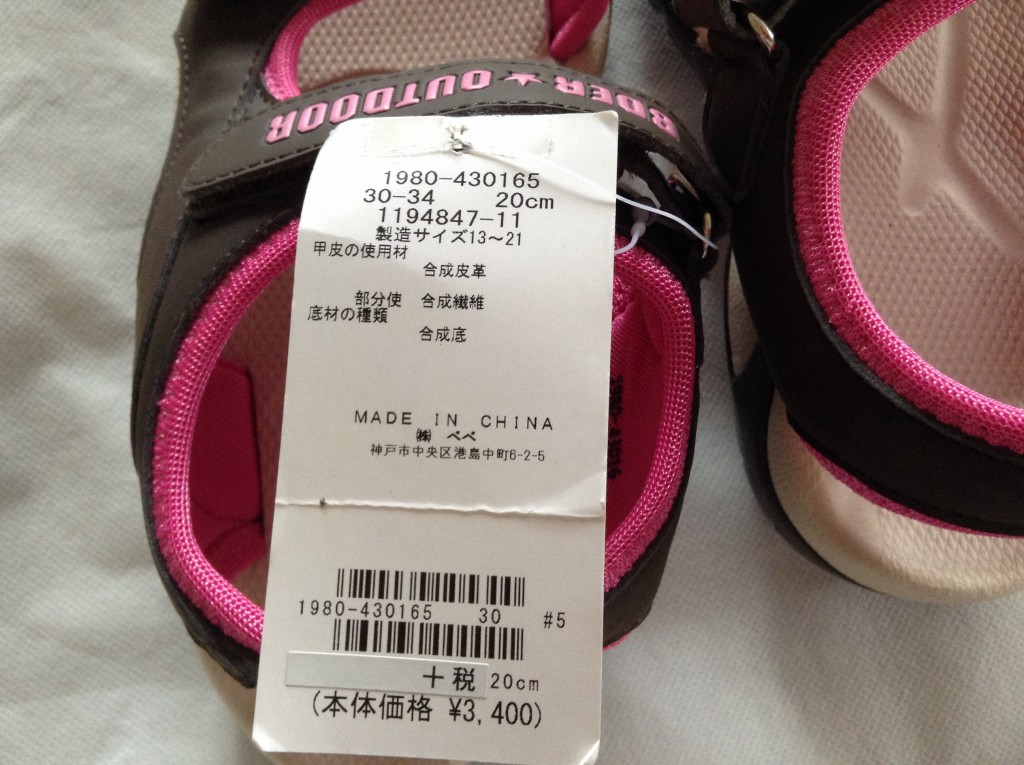 BDER★OUTDOOR
1980-430165
30-34 20cm
1194847-11
製造サイズ13～21
甲皮の使用材
合成皮革
部分使 合成繊維
底材の種類
合成底
MADE IN CHINA
㈱ べべ
神戸市中央区港島中町6-2-5
1980-430165 30 #5
＋税 20cm
(本体価格 ¥3,400)